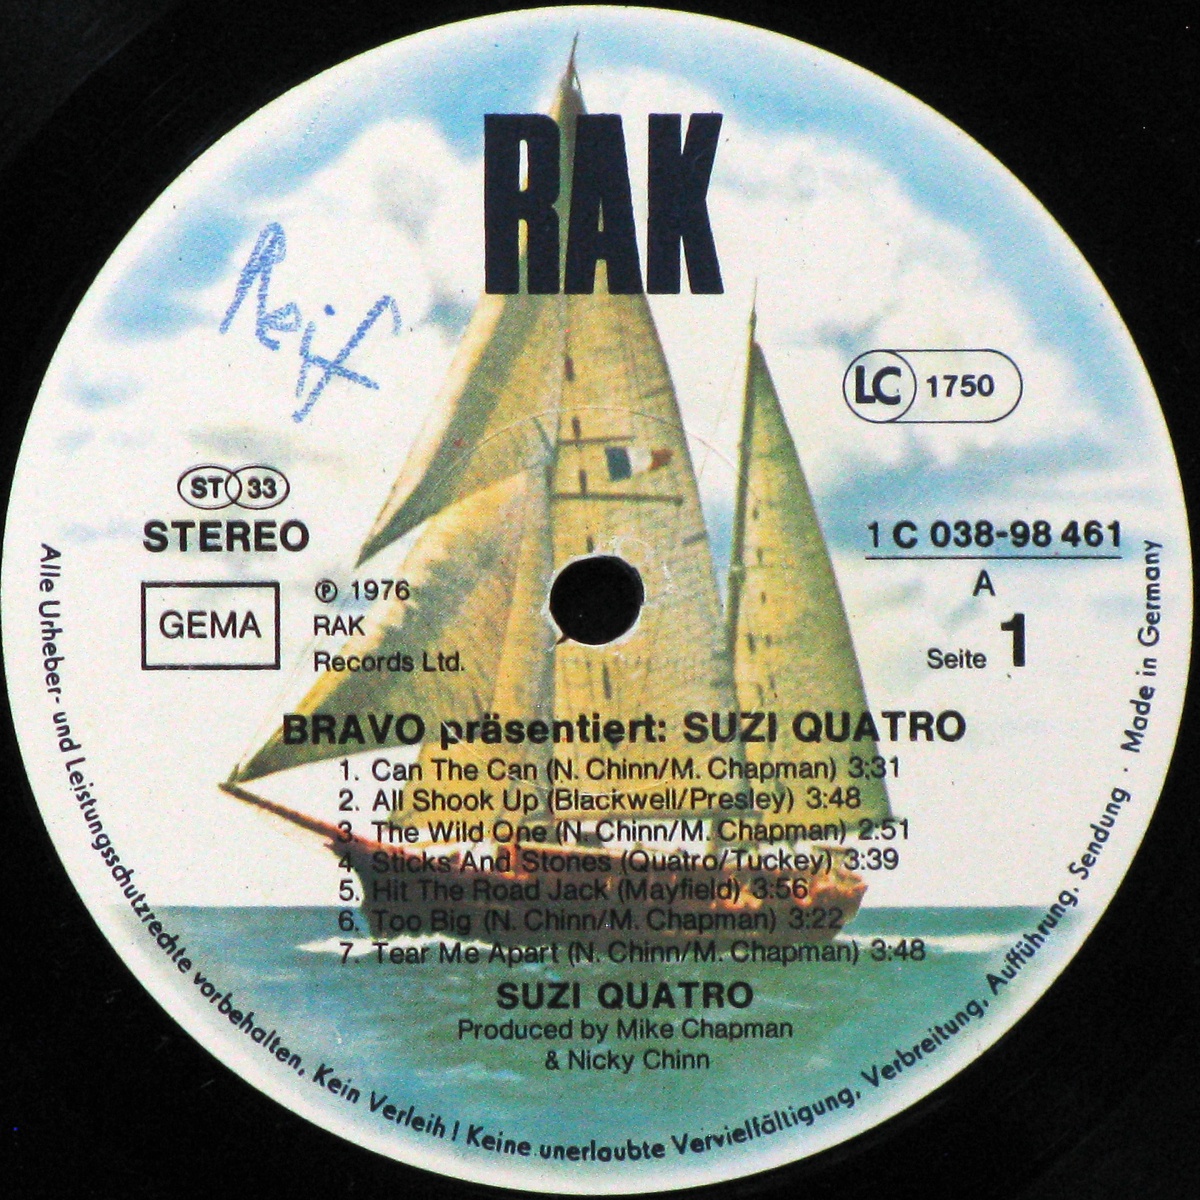 RAK
Reif
LC 1750
ST 33
STEREO
1 C 038-98 461
GEMA
℗ 1976
RAK
Records Ltd.
A
Seite 1
BRAVO präsentiert: SUZI QUATRO
1. Can The Can (N. Chinn/M. Chapman) 3:31
2. All Shook Up (Blackwell/Presley) 3:48
3. The Wild One (N. Chinn/M. Chapman) 2:51
4. Sticks And Stones (Quatro/Tuckey) 3:39
5. Hit The Road Jack (Mayfield) 3:56
6. Too Big (N. Chinn/M. Chapman) 3:22
7. Tear Me Apart (N. Chinn/M. Chapman) 3:48
SUZI QUATRO
Produced by Mike Chapman
& Nicky Chinn
Alle Urheber- und Leistungsschutzrechte vorbehalten, Kein Verleih! Keine unerlaubte Vervielfältigung, Verbreitung, Aufführung, Sendung · Made in Germany